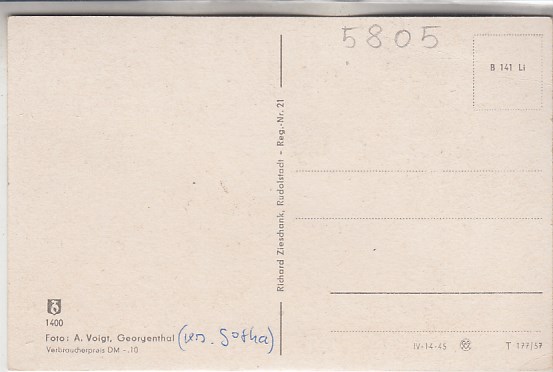 5805
B 141 Li
Richard Zieschank, Rudolstadt - Reg.-Nr. 21
1400
Foto: A. Voigt, Georgenthal (Krs. Gotha)
Verbraucherpreis DM -.10
IV-14-45
T 177/57